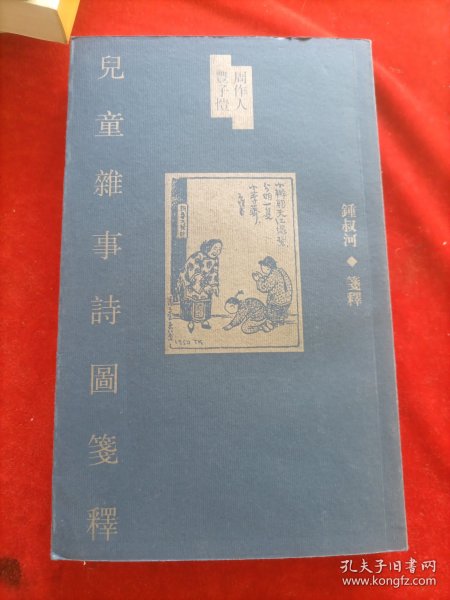 兒童雜事詩圖箋釋
周作人
豐子愷
鍾叔河◆箋釋
1950 TK
孔夫子旧书网
www.kongfz.com